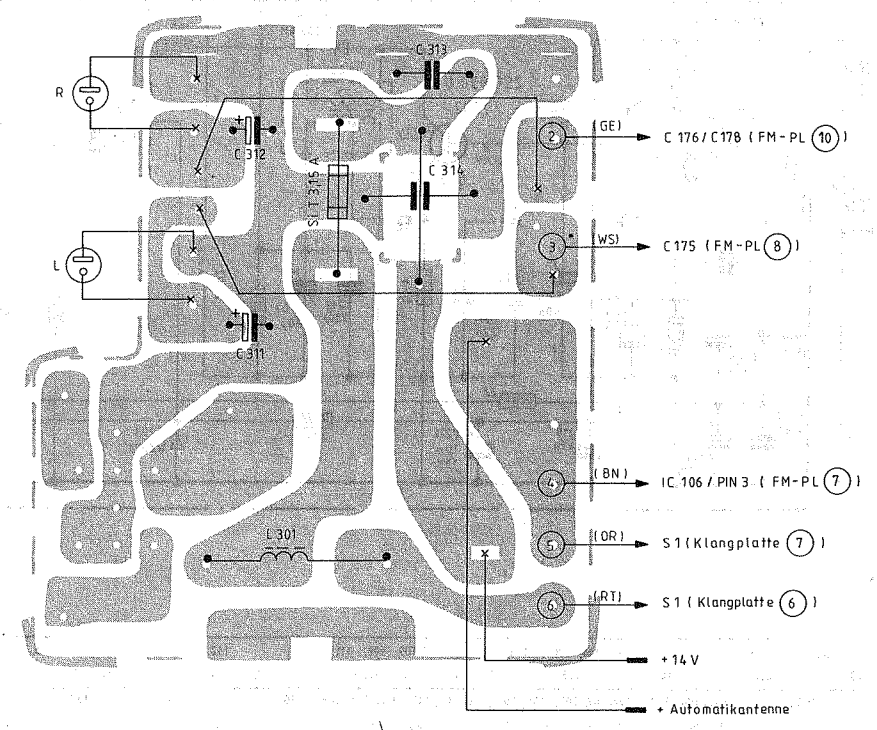 C 313
R
+
C 312
2 (GE) C 176 / C178 ( FM - PL 10 )
Si T 3,15 A
C 314
3 (WS) C 175 ( FM - PL 8 )
L
+
C 311
4 (BN) IC 106 / PIN 3 ( FM - PL 7 )
L 301
5 (OR) S 1 ( Klangplatte 7 )
6 (RT) S 1 ( Klangplatte 6 )
+ 14 V
+ Automatikantenne